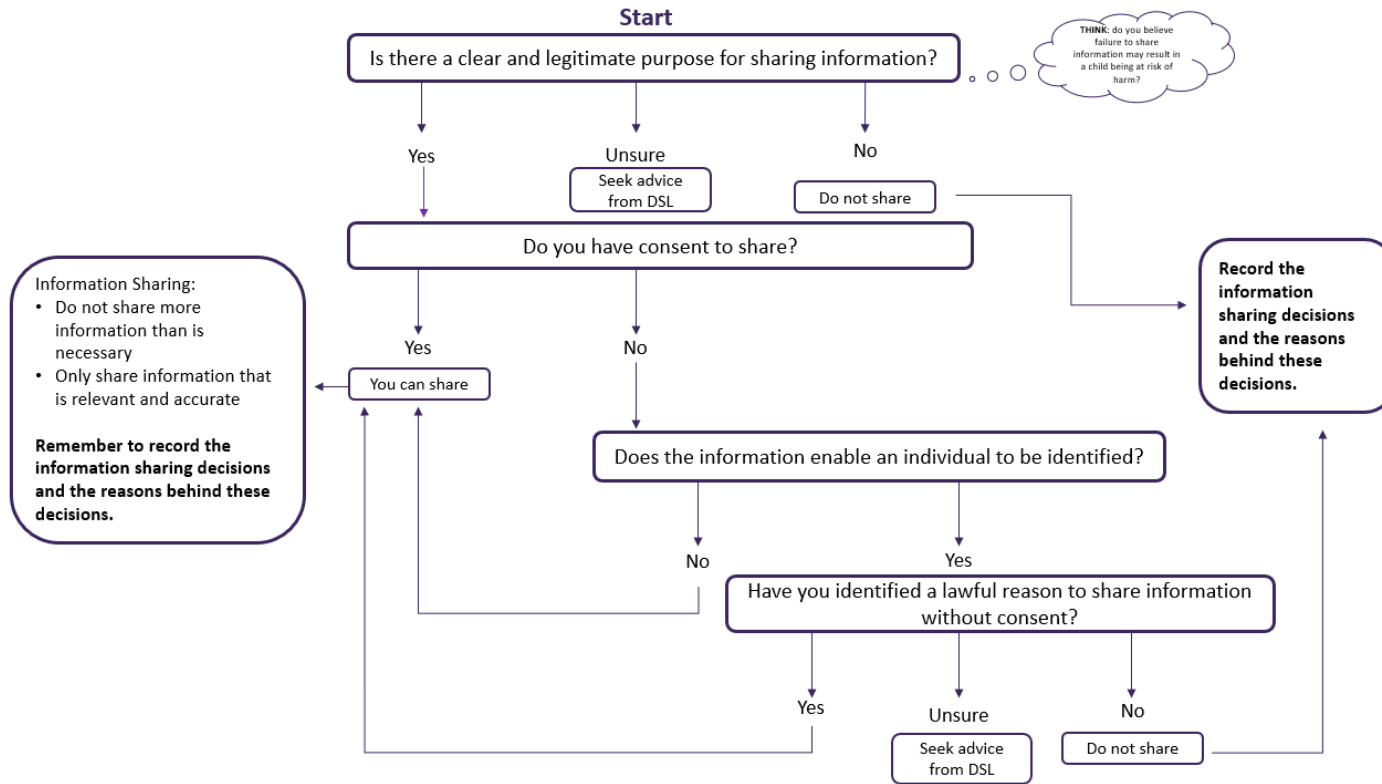 Start
Is there a clear and legitimate purpose for sharing information?
THINK: do you believe
failure to share
information may result in
a child being at risk of
harm?
Yes
Unsure
No
Seek advice
from DSL
Do not share
Do you have consent to share?
Information Sharing:
• Do not share more
information than is
necessary
• Only share information that
is relevant and accurate
Remember to record the
information sharing decisions
and the reasons behind these
decisions.
Record the
information
sharing decisions
and the reasons
behind these
decisions.
Yes
No
You can share
Does the information enable an individual to be identified?
No
Yes
Have you identified a lawful reason to share information
without consent?
Yes
Unsure
No
Seek advice
from DSL
Do not share